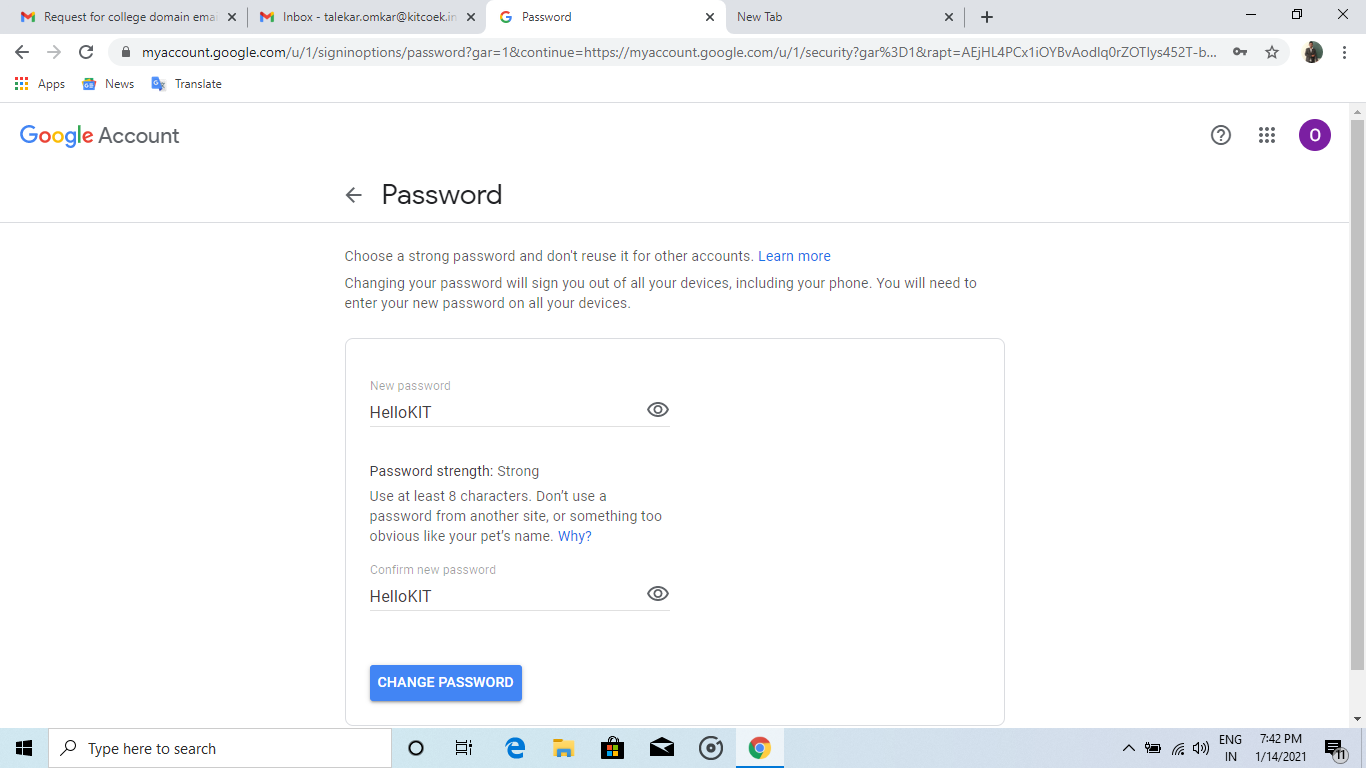 Request for college domain emai
Inbox - talekar.omkar@kitcoek.in
Password
New Tab
myaccount.google.com/u/1/signinoptions/password?gar=1&continue=https://myaccount.google.com/u/1/security?gar%3D1&rapt=AEjHL4PCx1iOYBvAodlq0rZOTlys452T-b...
Apps
News
Translate
Google Account
O
Password
Choose a strong password and don't reuse it for other accounts. Learn more
Changing your password will sign you out of all your devices, including your phone. You will need to
enter your new password on all your devices.
New password
HelloKIT
Password strength: Strong
Use at least 8 characters. Don't use a
password from another site, or something too
obvious like your pet's name. Why?
Confirm new password
HelloKIT
CHANGE PASSWORD
Type here to search
ENG
IN
7:42 PM
1/14/2021
11